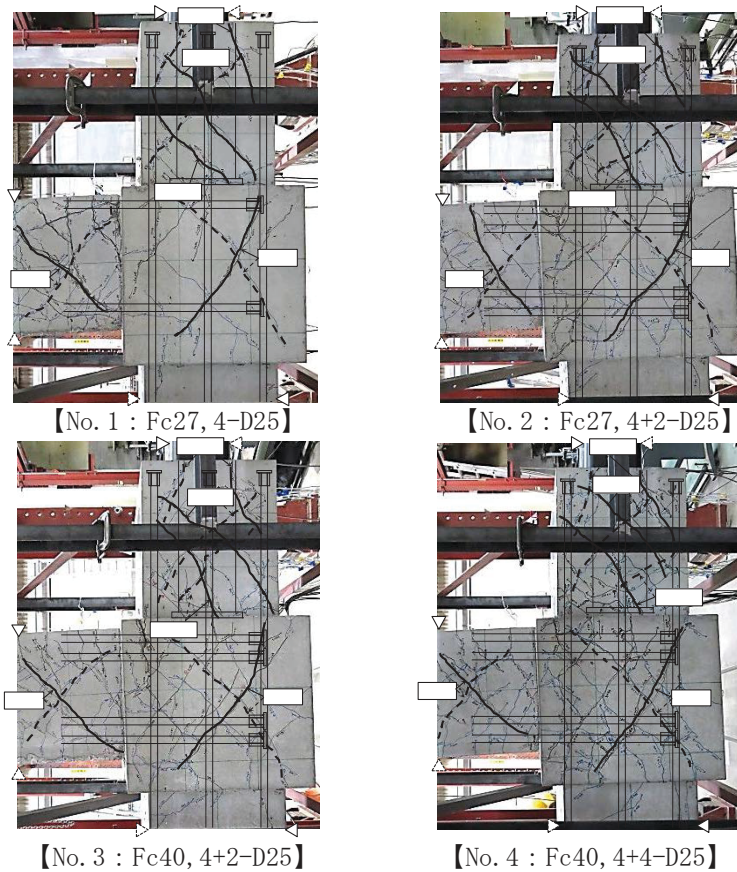 【No.1：Fc27,4-D25】
【No.2：Fc27,4+2-D25】
【No.3：Fc40,4+2-D25】
【No.4：Fc40,4+4-D25】